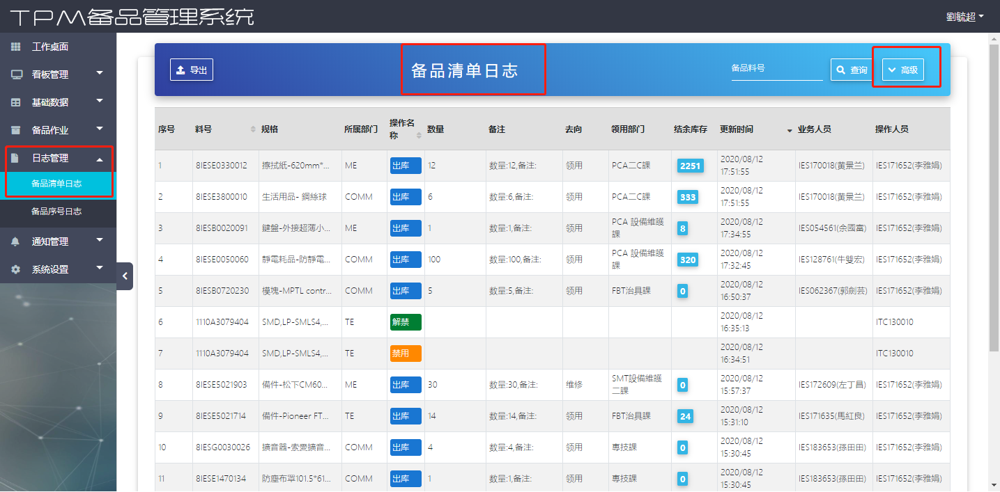 TPM备品管理系统
劉毓超
工作桌面
看板管理
基础数据
备品作业
日志管理
备品清单日志
备品序号日志
通知管理
系统设置
导出
备品清单日志
备品料号
查询
高级
序号 料号 规格 所属部门 操作名称 数量 备注 去向 领用部门 结余库存 更新时间 业务人员 操作人员
1 8IESE0330012 擦拭紙-620mm*... ME 出库 12 数量:12,备注: 领用 PCA二C課 2251 2020/08/12 17:51:55 IES170018(黄景兰) IES171652(李雅娟)
2 8IESE3800010 生活用品- 鋼絲球 COMM 出库 6 数量:6,备注: 领用 PCA二C課 333 2020/08/12 17:51:55 IES170018(黄景兰) IES171652(李雅娟)
3 8IESB0020091 鍵盤-外接超薄小... ME 出库 1 数量:1,备注: 领用 PCA 設備維護課 8 2020/08/12 17:34:55 IES054561(余國富) IES171652(李雅娟)
4 8IESE0050060 靜電耗品-防靜電... COMM 出库 100 数量:100,备注: 领用 PCA 設備維護課 320 2020/08/12 17:32:45 IES128761(牛雙宏) IES171652(李雅娟)
5 8IESB0720230 模塊-MPTL contr... COMM 出库 5 数量:5,备注: 领用 FBT治具課 0 2020/08/12 16:50:37 IES062367(郭劍芸) IES171652(李雅娟)
6 1110A3079404 SMD,LP-SMLS4,... TE 解禁 2020/08/12 16:35:13 ITC130010
7 1110A3079404 SMD,LP-SMLS4,... TE 禁用 2020/08/12 16:34:51 ITC130010
8 8IESE5021903 備件-松下CM60... ME 出库 30 数量:30,备注: 维修 SMT設備維護二課 0 2020/08/12 15:57:37 IES172609(左丁昌) IES171652(李雅娟)
9 8IESE5021714 備件-Pioneer FT... TE 出库 14 数量:14,备注: 领用 FBT治具課 24 2020/08/12 15:31:10 IES171635(馬紅良) IES171652(李雅娟)
10 8IESG0030026 擴音器-索愛擴音... COMM 出库 4 数量:4,备注: 领用 專技課 0 2020/08/12 15:30:45 IES183653(孫田田) IES171652(李雅娟)
11 8IESE1470134 防塵布罩101.5*61... COMM 出库 1 数量:1,备注: 领用 專技課 0 2020/08/12 15:30:45 IES183653(孫田田) IES171652(李雅娟)